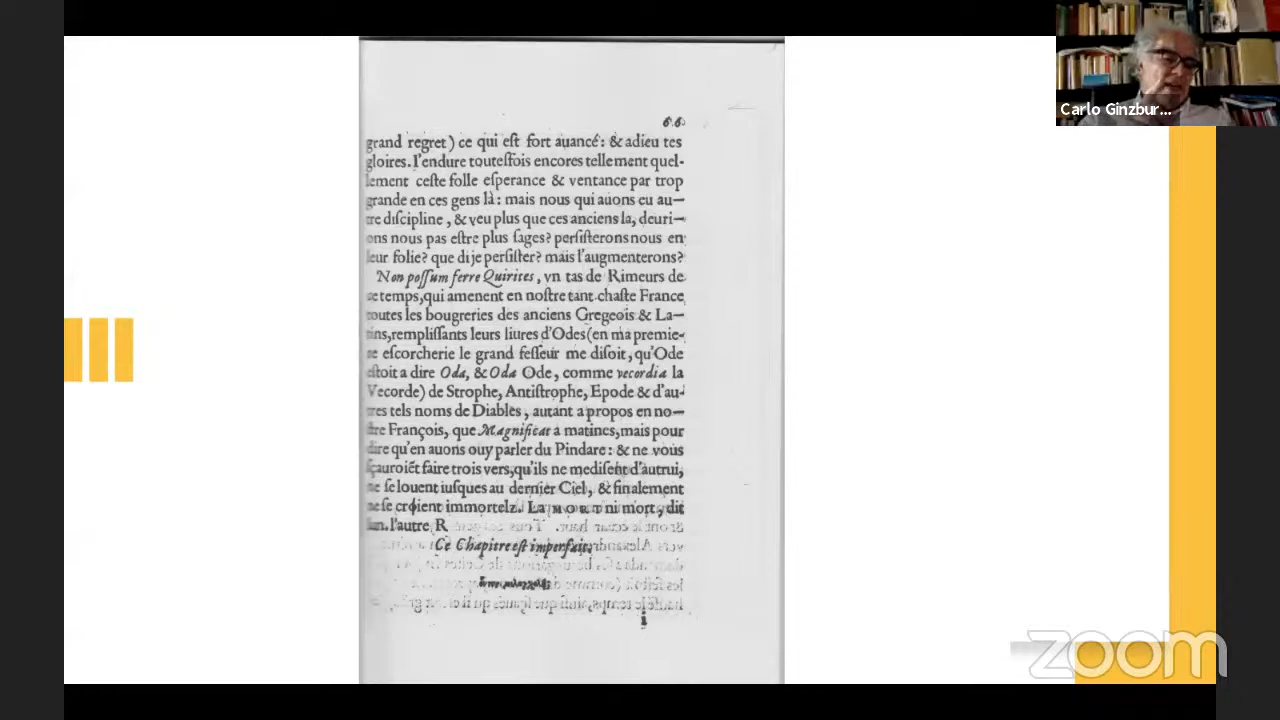 66
grand regret) ce qui est fort auancé: & adieu tes
gloires. I'endure toutesfois encores tellement quel-
lement ceste folle esperance & ventance par trop
grande en ces gens là: mais nous qui auons eu au-
tre discipline, & veu plus que ces anciens la, deuri-
ons nous pas estre plus sages? persisterons nous en
leur folie? que di je persister? mais l'augmenterons?
Non possum ferre Quirites, vn tas de Rimeurs de
ce temps, qui amenent en nostre tant chaste France
toutes les bougreries des anciens Gregeois & La-
tins, remplissants leurs liures d'Odes (en ma premie-
re escorcherie le grand fesseur me disoit, qu'Ode
estoit a dire Oda, & Oda Ode, comme vecordia la
Vecorde) de Strophe, Antistrophe, Epode & d'au-
tres tels noms de Diables, autant a propos en no-
stre François, que Magnificat a matines, mais pour
dire qu'en auons ouy parler du Pindare: & ne vous
sçauroiēt faire trois vers, qu'ils ne medisent d'autrui,
ne se louent iusques au dernier Ciel, & finalement
ne se croient immortelz. La MORT ni mort, dit
l'autre R
Ce Chapitre est imparfait.
i
Carlo Ginzbur...
zoom